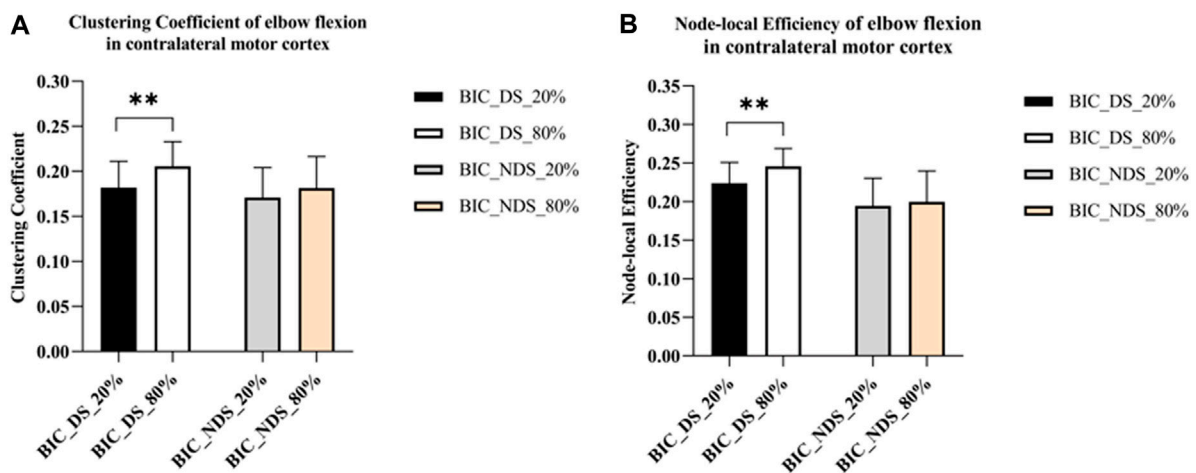 A
Clustering Coefficient of elbow flexion
in contralateral motor cortex
Clustering Coefficient
0.30
0.25
0.20
0.15
0.10
0.05
0.00
**
BIC_DS_20%
BIC_DS_80%
BIC_NDS_20%
BIC_NDS_80%
BIC_DS_20%
BIC_DS_80%
BIC_NDS_20%
BIC_NDS_80%
B
Node-local Efficiency of elbow flexion
in contralateral motor cortex
Node-local Efficiency
0.35
0.30
0.25
0.20
0.15
0.10
0.05
0.00
**
BIC_DS_20%
BIC_DS_80%
BIC_NDS_20%
BIC_NDS_80%
BIC_DS_20%
BIC_DS_80%
BIC_NDS_20%
BIC_NDS_80%